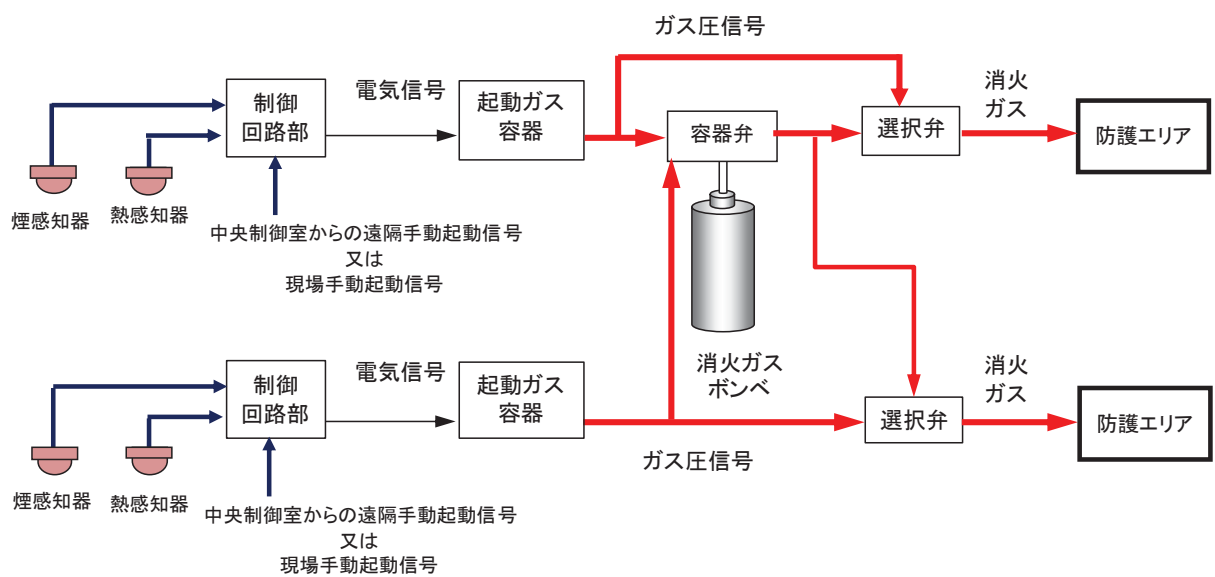 ガス圧信号
電気信号
消火
ガス
制御
回路部
起動ガス
容器
容器弁
選択弁
防護エリア
煙感知器
熱感知器
中央制御室からの遠隔手動起動信号
又は
現場手動起動信号
消火ガス
ボンベ
電気信号
消火
ガス
制御
回路部
起動ガス
容器
選択弁
防護エリア
ガス圧信号
煙感知器
熱感知器
中央制御室からの遠隔手動起動信号
又は
現場手動起動信号